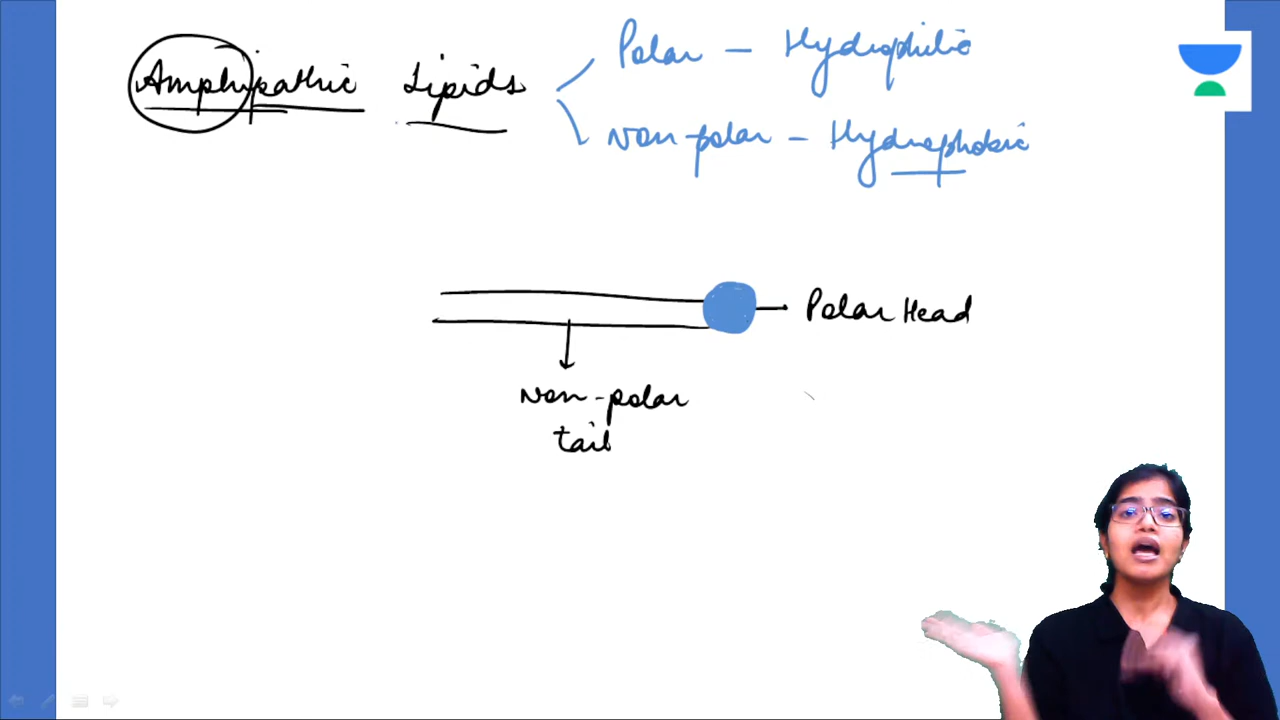 Amphipathic Lipids
Polar - Hydrophilic
Non-polar - Hydrophobic
Polar Head
Non-polar
tail